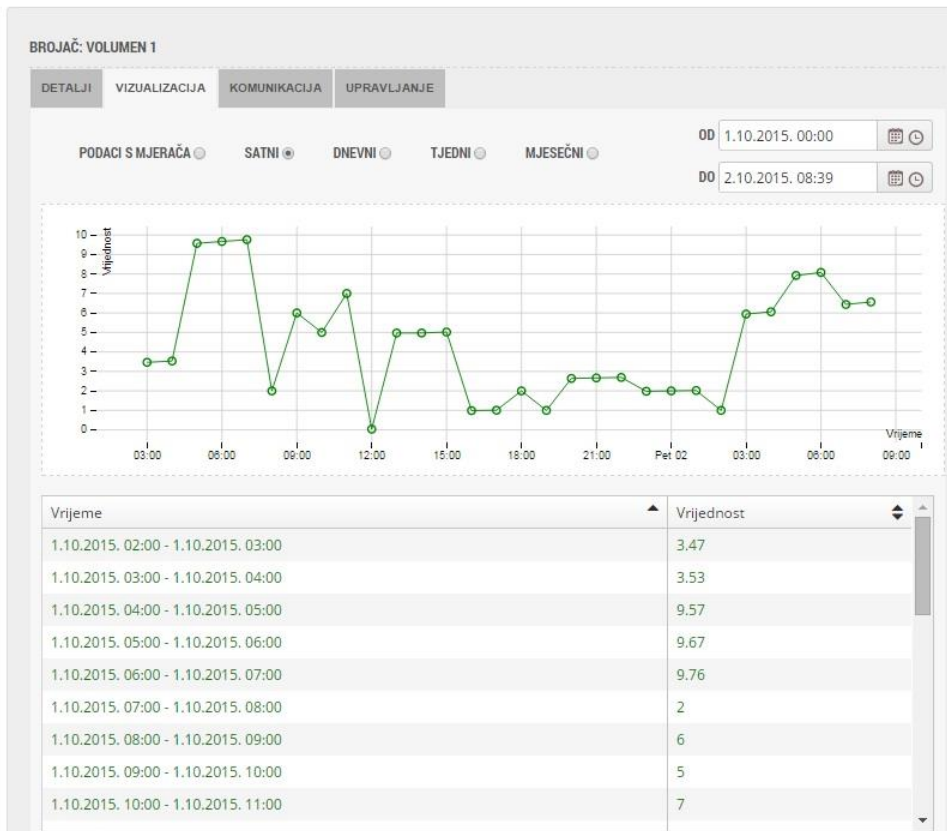 BROJAČ: VOLUMEN 1
DETALJI VIZUALIZACIJA KOMUNIKACIJA UPRAVLJANJE
OD 1.10.2015. 00:00
PODACI S MJERAČA SATNI DNEVNI TJEDNI MJESEČNI
DO 2.10.2015. 08:39
Vrijednost
10
9
8
7
6
5
4
3
2
1
0
Vrijeme
03:00 06:00 09:00 12:00 15:00 18:00 21:00 Pet 02 03:00 06:00 09:00
Vrijeme Vrijednost
1.10.2015. 02:00 - 1.10.2015. 03:00 3.47
1.10.2015. 03:00 - 1.10.2015. 04:00 3.53
1.10.2015. 04:00 - 1.10.2015. 05:00 9.57
1.10.2015. 05:00 - 1.10.2015. 06:00 9.67
1.10.2015. 06:00 - 1.10.2015. 07:00 9.76
1.10.2015. 07:00 - 1.10.2015. 08:00 2
1.10.2015. 08:00 - 1.10.2015. 09:00 6
1.10.2015. 09:00 - 1.10.2015. 10:00 5
1.10.2015. 10:00 - 1.10.2015. 11:00 7